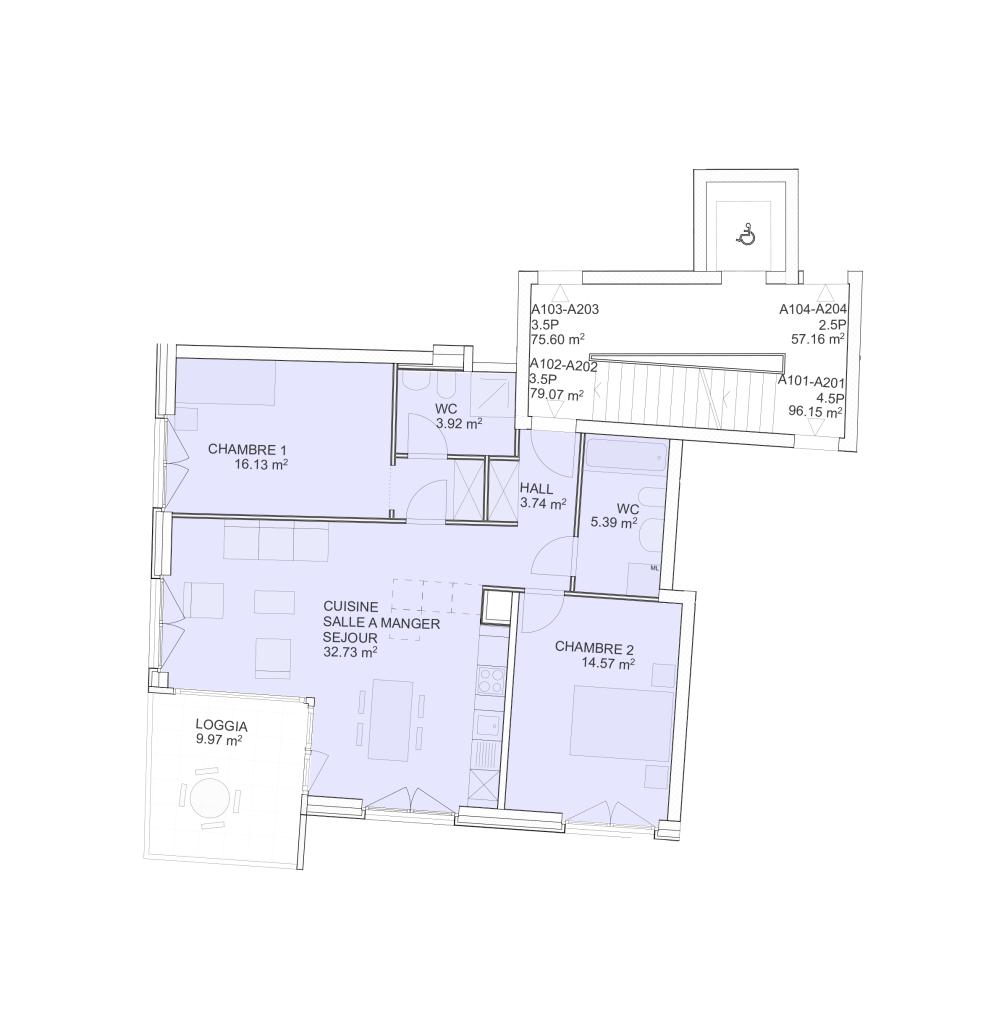 A103-A203
3.5P
75.60 m²
A104-A204
2.5P
57.16 m²
A102-A202
3.5P
79.07 m²
A101-A201
4.5P
96.15 m²
WC
3.92 m²
CHAMBRE 1
16.13 m²
HALL
3.74 m²
WC
5.39 m²
ML
CUISINE
SALLE A MANGER
SEJOUR
32.73 m²
CHAMBRE 2
14.57 m²
LOGGIA
9.97 m²